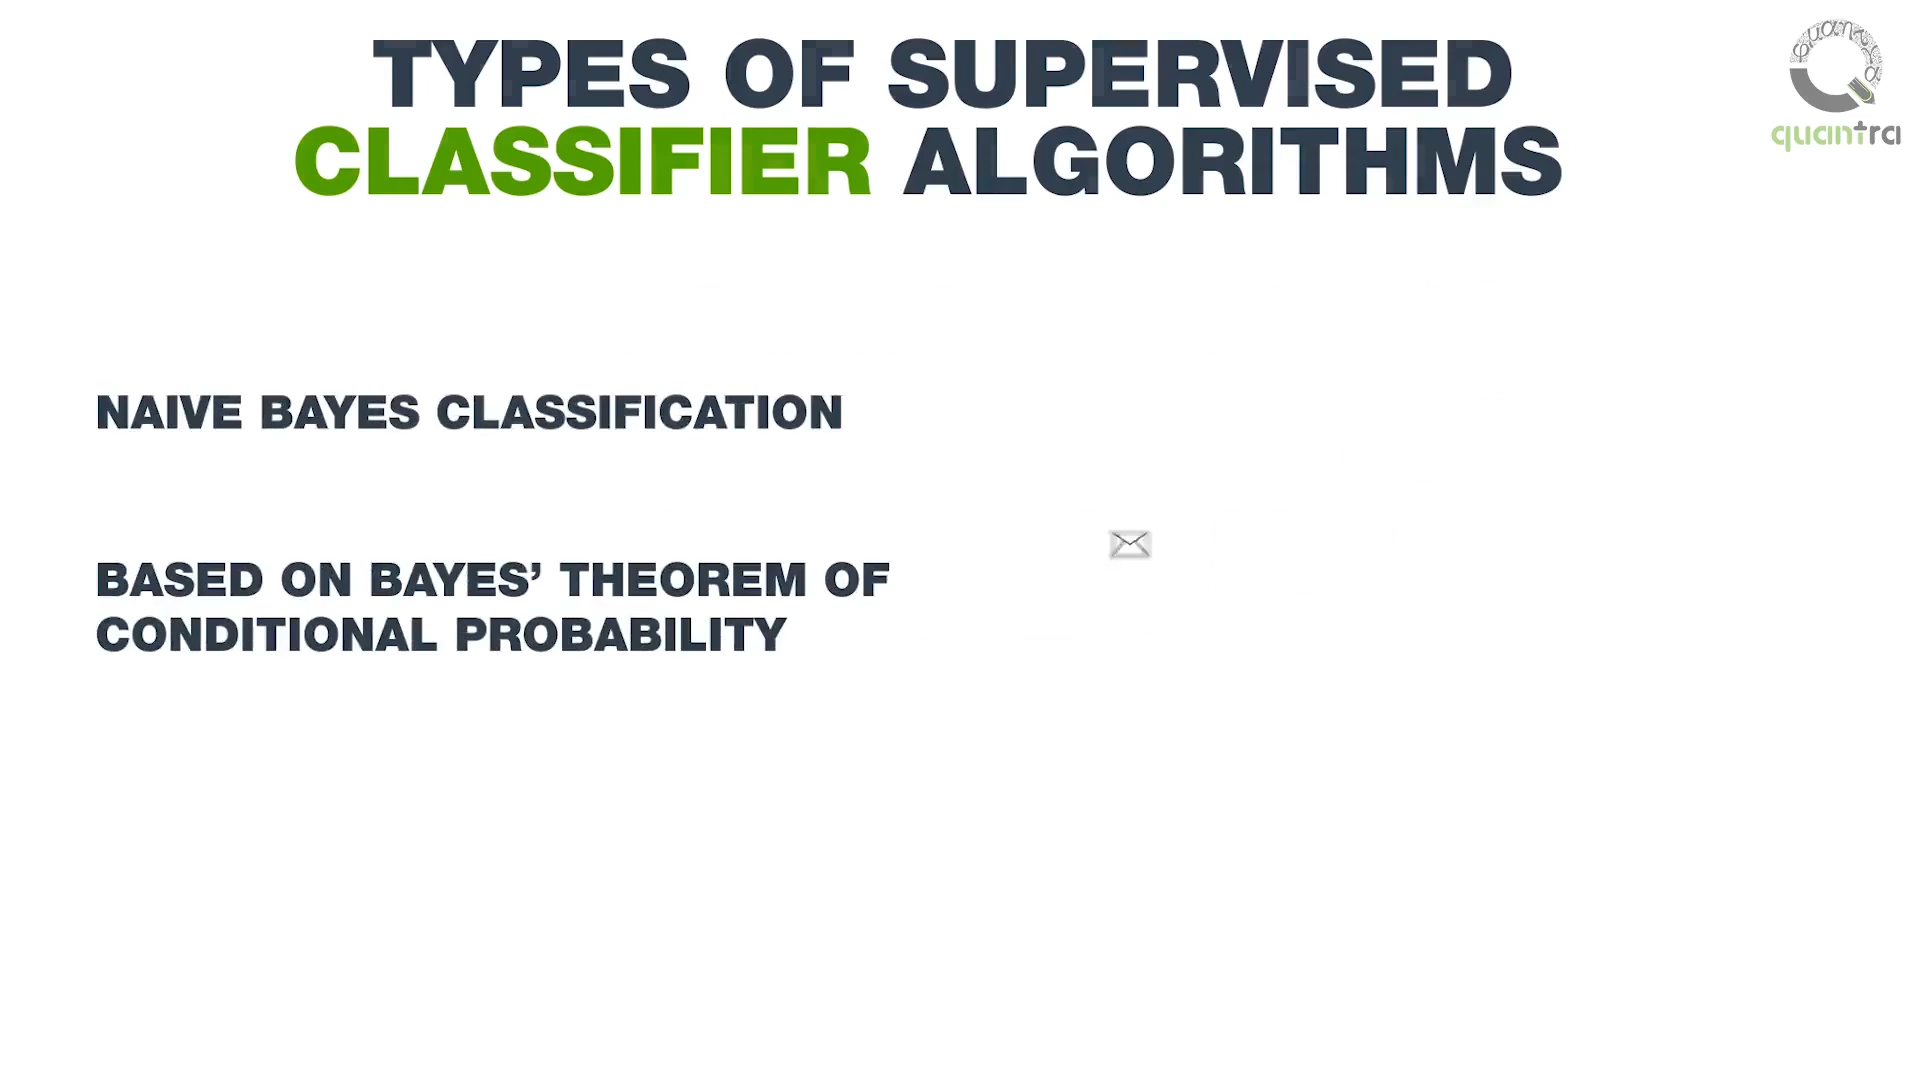 TYPES OF SUPERVISED
CLASSIFIER ALGORITHMS
quantra
NAIVE BAYES CLASSIFICATION
BASED ON BAYES’ THEOREM OF
CONDITIONAL PROBABILITY